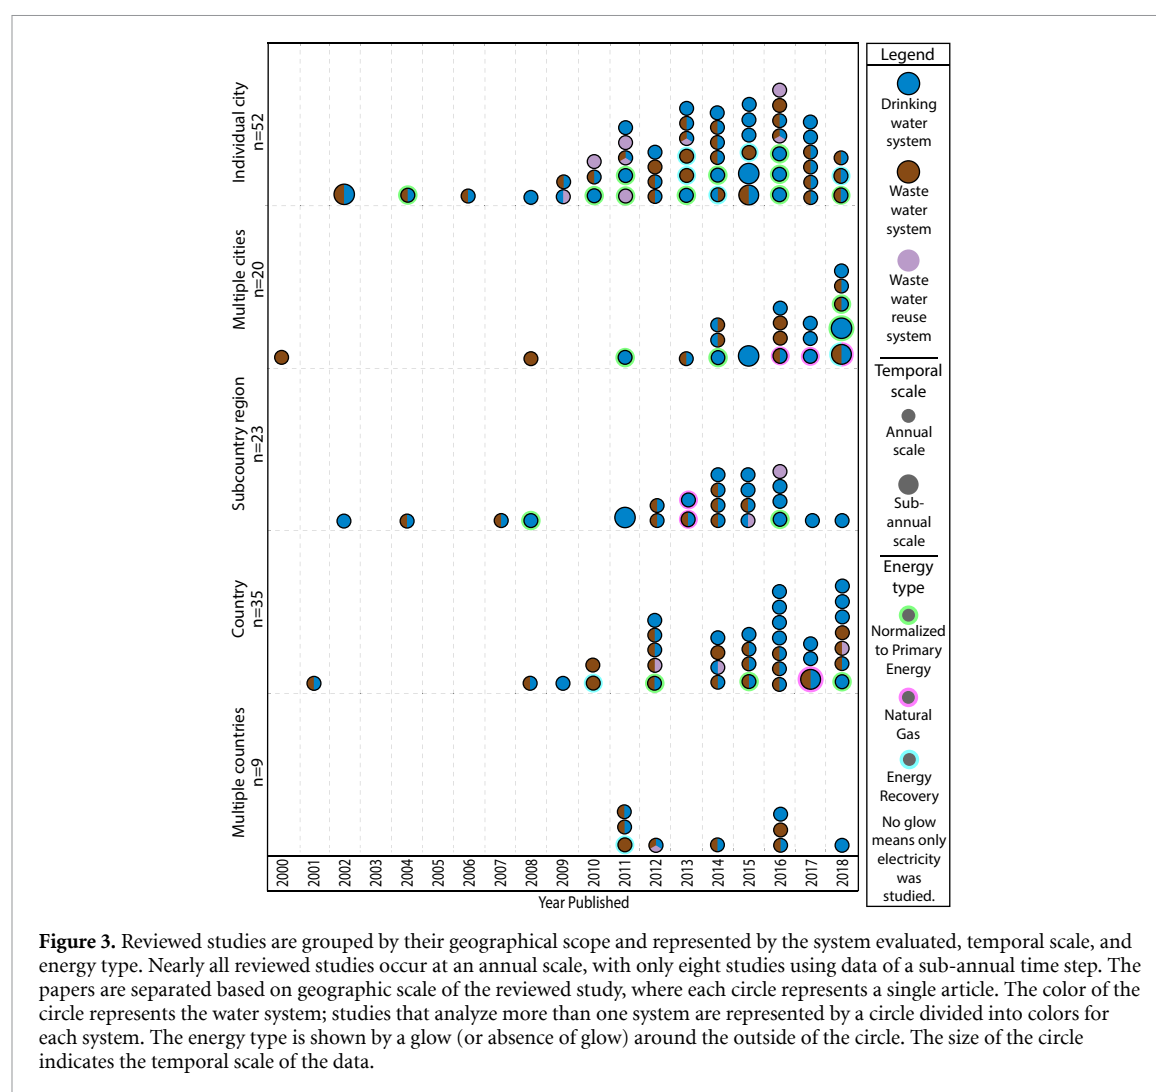 Individual city
n=52
Multiple cities
n=20
Subcountry region
n=23
Country
n=35
Multiple countries
n=9
2000
2001
2002
2003
2004
2005
2006
2007
2008
2009
2010
2011
2012
2013
2014
2015
2016
2017
2018
Year Published
Legend
Drinking
water
system
Waste
water
system
Waste
water
reuse
system
Temporal
scale
Annual
scale
Sub-
annual
scale
Energy
type
Normalized
to Primary
Energy
Natural
Gas
Energy
Recovery
No glow
means only
electricity
was
studied.
Figure 3. Reviewed studies are grouped by their geographical scope and represented by the system evaluated, temporal scale, and
energy type. Nearly all reviewed studies occur at an annual scale, with only eight studies using data of a sub-annual time step. The
papers are separated based on geographic scale of the reviewed study, where each circle represents a single article. The color of the
circle represents the water system; studies that analyze more than one system are represented by a circle divided into colors for
each system. The energy type is shown by a glow (or absence of glow) around the outside of the circle. The size of the circle
indicates the temporal scale of the data.